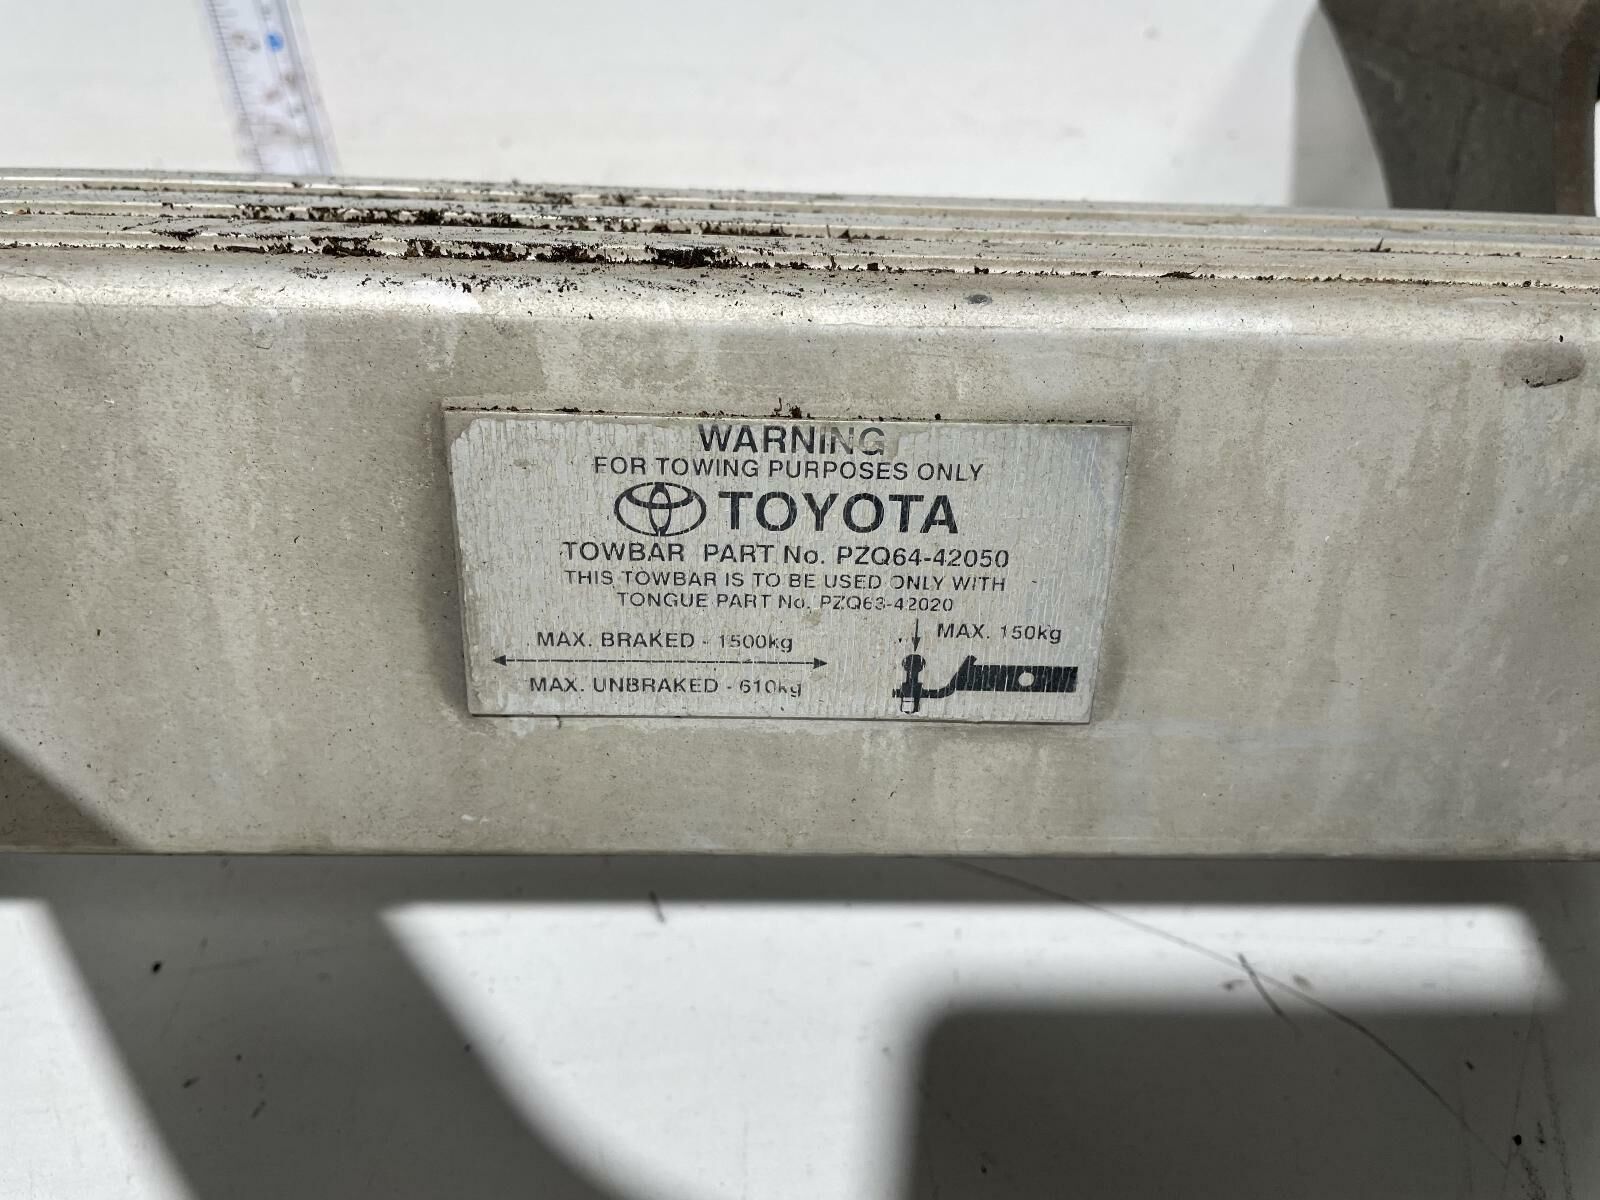 WARNING
FOR TOWING PURPOSES ONLY
TOYOTA
TOWBAR PART No. PZQ64-42050
THIS TOWBAR IS TO BE USED ONLY WITH
TONGUE PART No. PZQ63-42020
MAX. BRAKED - 1500kg
MAX. 150kg
MAX. UNBRAKED - 610kg